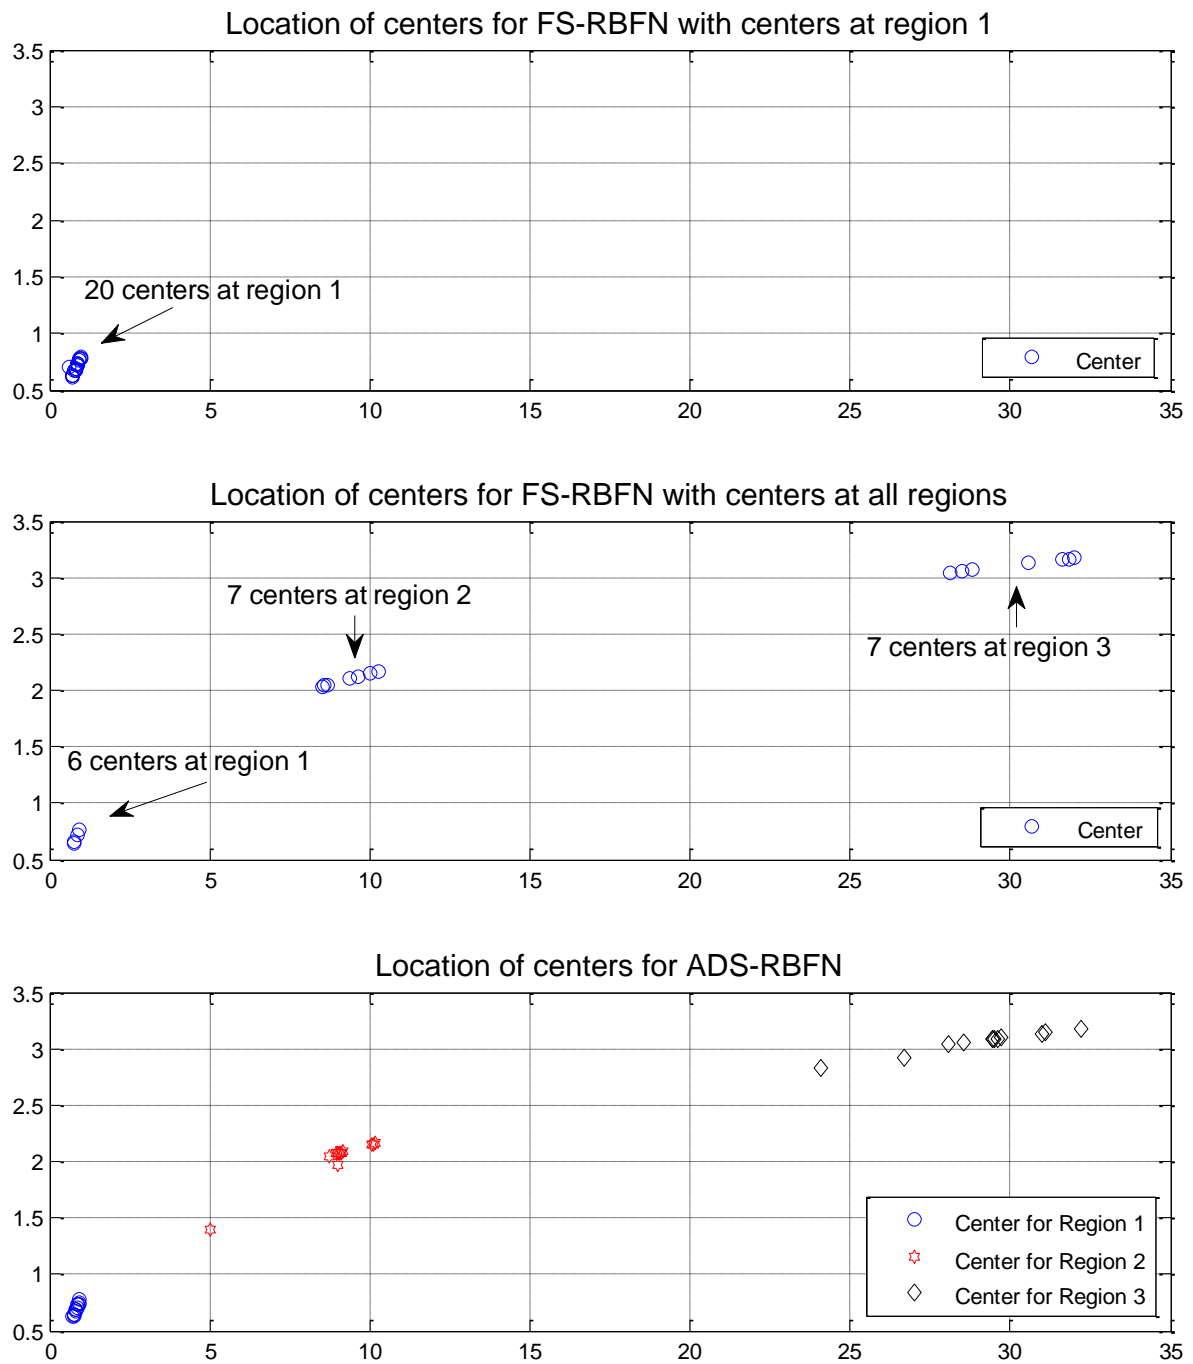 Location of centers for FS-RBFN with centers at region 1
3.5
3
2.5
2
1.5
1
0.5
20 centers at region 1
Center
0 5 10 15 20 25 30 35
Location of centers for FS-RBFN with centers at all regions
3.5
3
2.5
2
1.5
1
0.5
7 centers at region 2
7 centers at region 3
6 centers at region 1
Center
0 5 10 15 20 25 30 35
Location of centers for ADS-RBFN
3.5
3
2.5
2
1.5
1
0.5
Center for Region 1
Center for Region 2
Center for Region 3
0 5 10 15 20 25 30 35